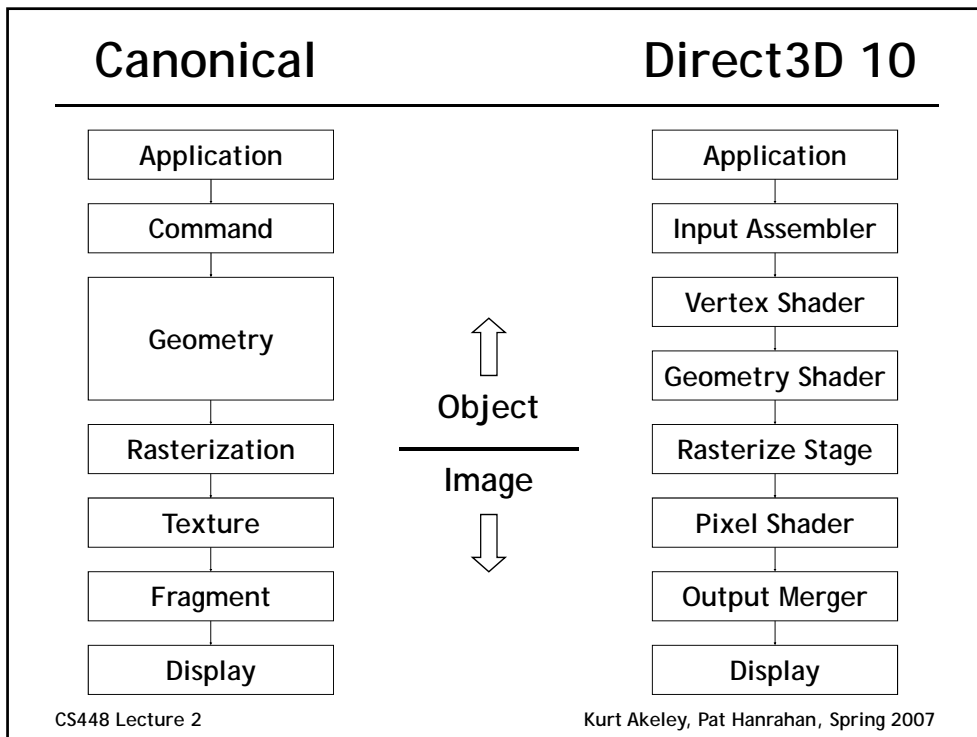 Canonical
Direct3D 10
Application
Command
Geometry
Rasterization
Texture
Fragment
Display
Object
Image
Application
Input Assembler
Vertex Shader
Geometry Shader
Rasterize Stage
Pixel Shader
Output Merger
Display
CS448 Lecture 2
Kurt Akeley, Pat Hanrahan, Spring 2007